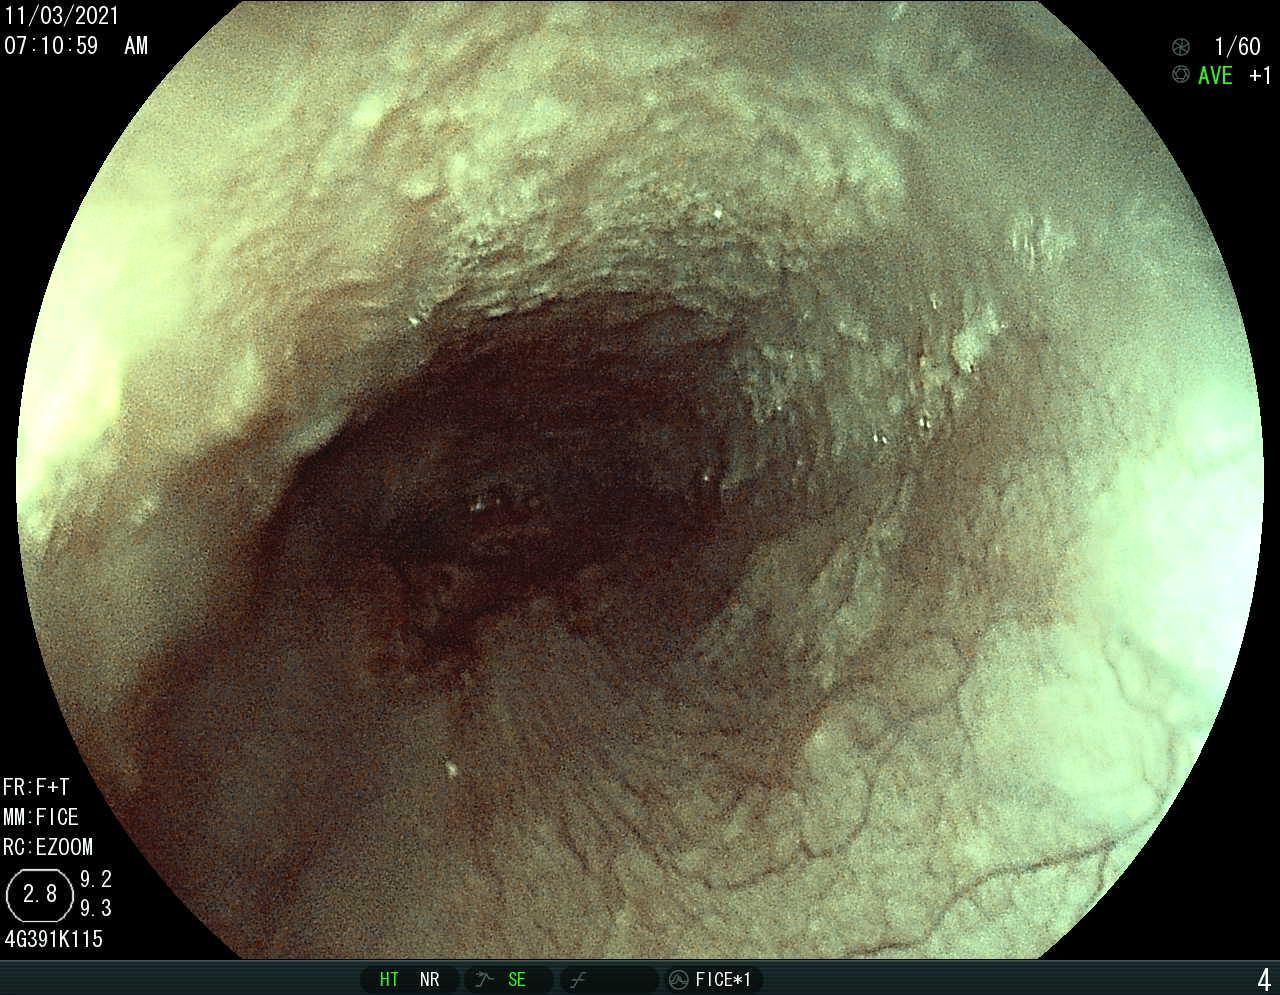 11/03/2021
07:10:59 AM
1/60
AVE +1
FR:F+T
MM:FICE
RC:EZOOM
2.8
9.2
9.3
4G391K115
HT NR SE FICE*1 4